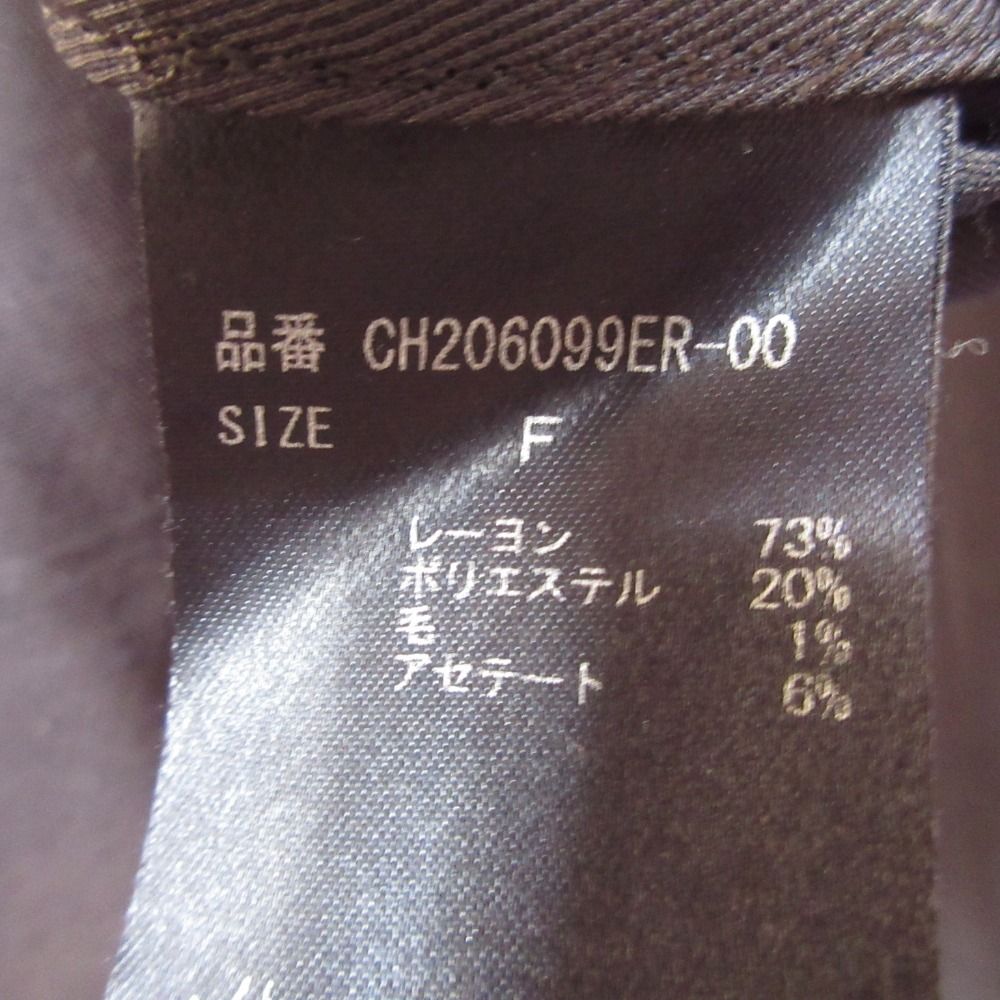 品番 CH206099ER-00
SIZE F
レーヨン 73%
ポリエステル 20%
毛 1%
アセテート 6%